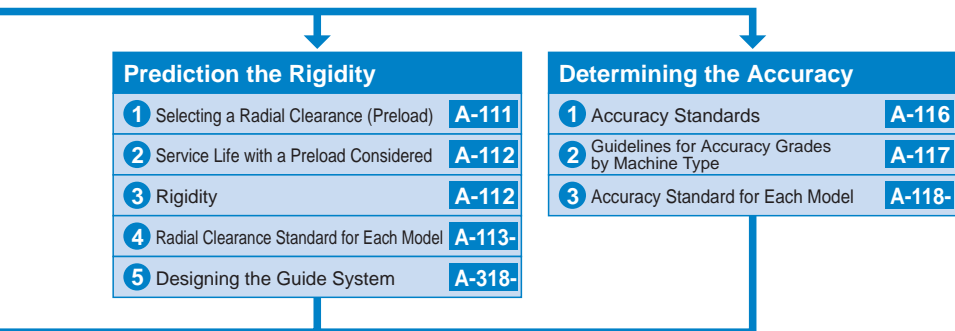 Prediction the Rigidity
1 Selecting a Radial Clearance (Preload) A-111
2 Service Life with a Preload Considered A-112
3 Rigidity A-112
4 Radial Clearance Standard for Each Model A-113-
5 Designing the Guide System A-318-
Determining the Accuracy
1 Accuracy Standards A-116
2 Guidelines for Accuracy Grades
by Machine Type A-117
3 Accuracy Standard for Each Model A-118-